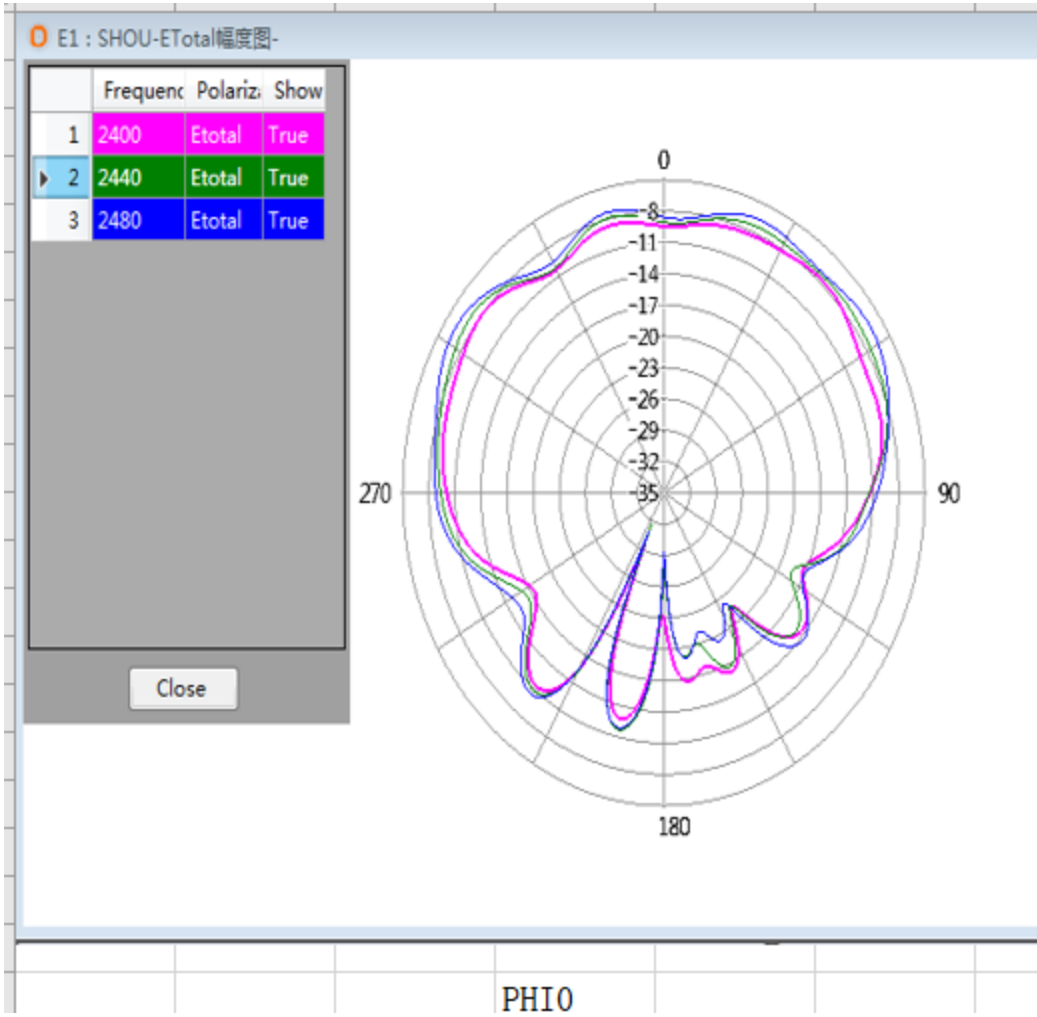 E1 : SHOU-ETotal幅度图-
Frequenc Polariz Show
1 2400 Etotal True
2 2440 Etotal True
3 2480 Etotal True
Close
0
-8
-11
-14
-17
-20
-23
-26
-29
-32
-35
270
90
180
PHI0